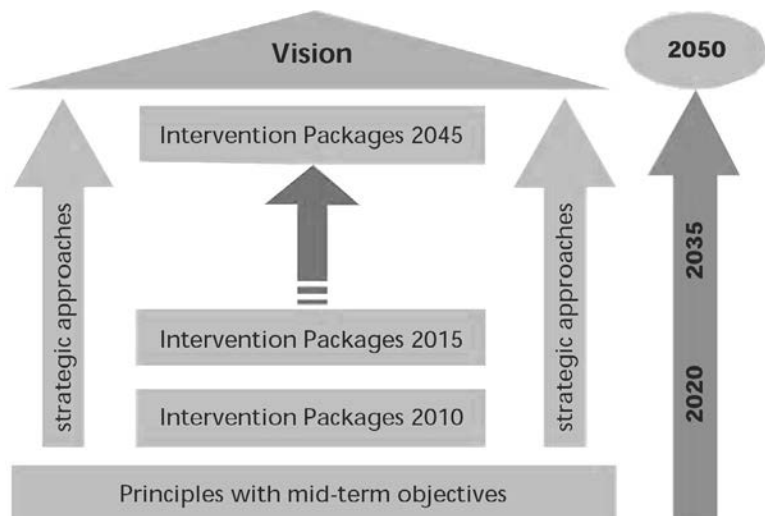 Vision
2050
Intervention Packages 2045
strategic approaches
strategic approaches
2035
Intervention Packages 2015
2020
Intervention Packages 2010
Principles with mid-term objectives